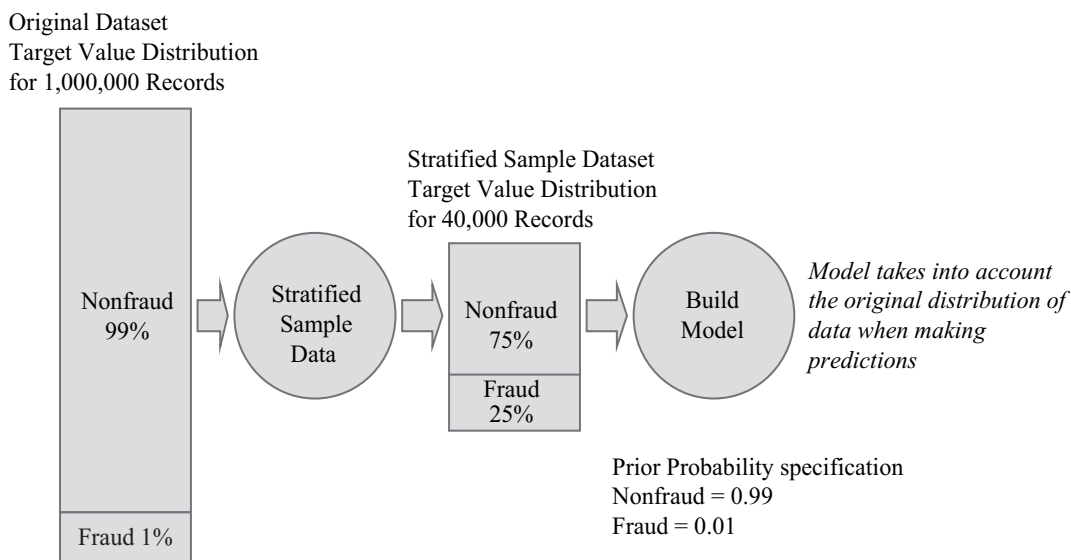 Original Dataset
Target Value Distribution
for 1,000,000 Records
Nonfraud
99%
Fraud 1%
Stratified
Sample
Data
Stratified Sample Dataset
Target Value Distribution
for 40,000 Records
Nonfraud
75%
Fraud
25%
Build
Model
Model takes into account
the original distribution of
data when making
predictions
Prior Probability specification
Nonfraud = 0.99
Fraud = 0.01